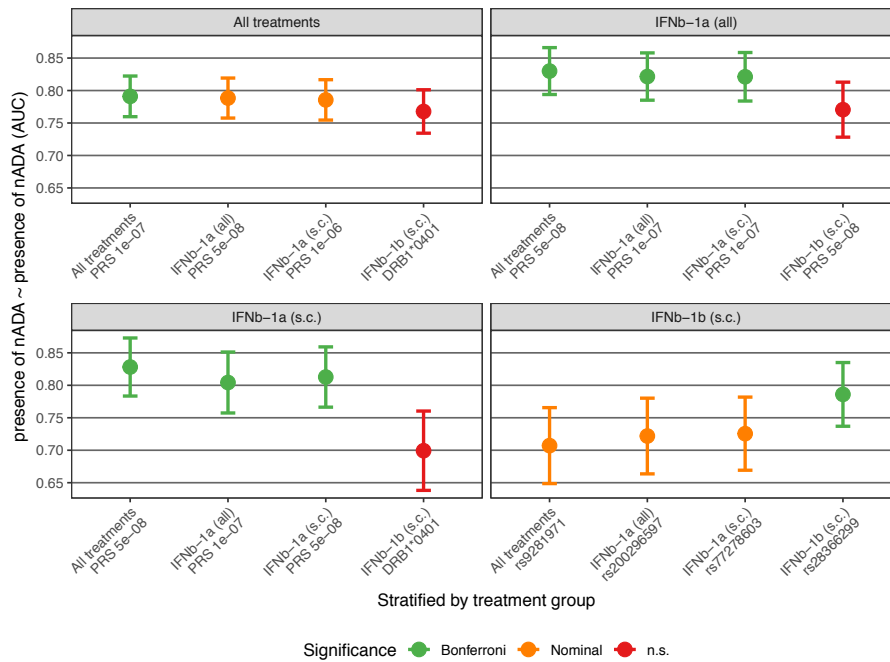 All treatments
IFNb−1a (all)
presence of nADA ~ presence of nADA (AUC)
0.85
0.80
0.75
0.70
0.65
All treatments
PRS 1e−07
IFNb−1a (all)
PRS 5e−08
IFNb−1a (s.c.)
PRS 1e−06
IFNb−1b (s.c.)
DRB1*0401
All treatments
PRS 5e−08
IFNb−1a (all)
PRS 1e−07
IFNb−1a (s.c.)
PRS 1e−07
IFNb−1b (s.c.)
PRS 5e−08
IFNb−1a (s.c.)
IFNb−1b (s.c.)
0.85
0.80
0.75
0.70
0.65
All treatments
PRS 5e−08
IFNb−1a (all)
PRS 1e−07
IFNb−1a (s.c.)
PRS 5e−08
IFNb−1b (s.c.)
DRB1*0401
All treatments
rs9281971
IFNb−1a (all)
rs200296597
IFNb−1a (s.c.)
rs77278603
IFNb−1b (s.c.)
rs28366299
Stratified by treatment group
Significance Bonferroni Nominal n.s.